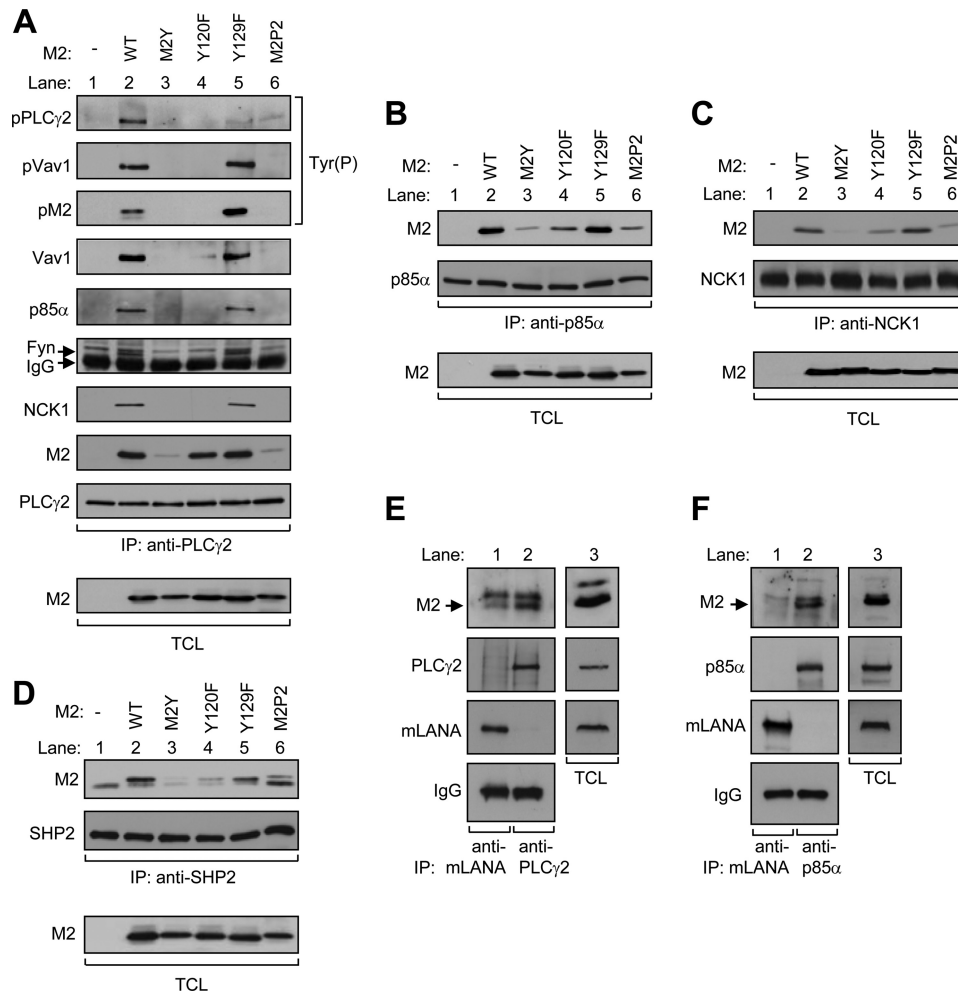 A
M2: - WT M2Y Y120F Y129F M2P2
Lane: 1 2 3 4 5 6
pPLCγ2
pVav1
pM2
Tyr(P)
Vav1
p85α
Fyn
IgG
NCK1
M2
PLCγ2
IP: anti-PLCγ2
M2
TCL
B
M2: - WT M2Y Y120F Y129F M2P2
Lane: 1 2 3 4 5 6
M2
p85α
IP: anti-p85α
M2
TCL
C
M2: - WT M2Y Y120F Y129F M2P2
Lane: 1 2 3 4 5 6
M2
NCK1
IP: anti-NCK1
M2
TCL
D
M2: - WT M2Y Y120F Y129F M2P2
Lane: 1 2 3 4 5 6
M2
SHP2
IP: anti-SHP2
M2
TCL
E
Lane: 1 2 3
M2
PLCγ2
mLANA
TCL
IgG
anti- anti-
IP: mLANA PLCγ2
F
Lane: 1 2 3
M2
p85α
mLANA
TCL
IgG
anti- anti-
IP: mLANA p85α